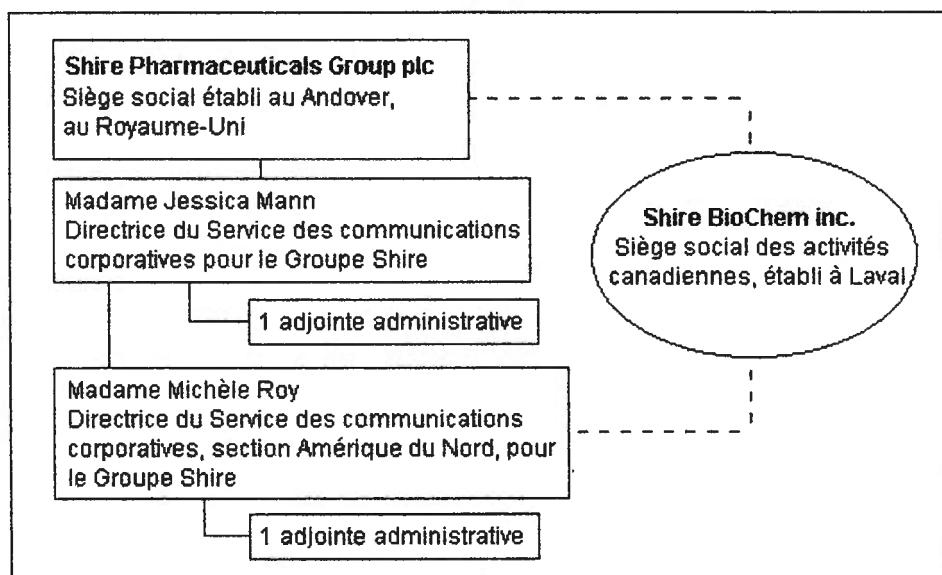 Shire Pharmaceuticals Group plc
Siège social établi au Andover,
au Royaume-Uni
Madame Jessica Mann
Directrice du Service des communications
corporatives pour le Groupe Shire
1 adjointe administrative
Madame Michèle Roy
Directrice du Service des communications
corporatives, section Amérique du Nord, pour
le Groupe Shire
1 adjointe administrative
Shire BioChem inc.
Siège social des activités
canadiennes, établi à Laval